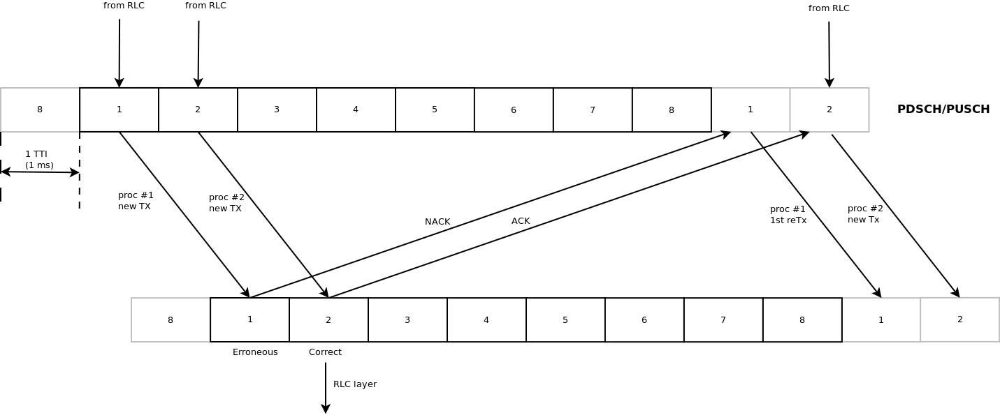 from RLC
from RLC
from RLC
8
1
2
3
4
5
6
7
8
1
2
PDSCH/PUSCH
1 TTI
(1 ms)
proc #1
new TX
proc #2
new TX
NACK
ACK
proc #1
1st reTx
proc #2
new Tx
8
1
2
3
4
5
6
7
8
1
2
Erroneous
Correct
RLC layer